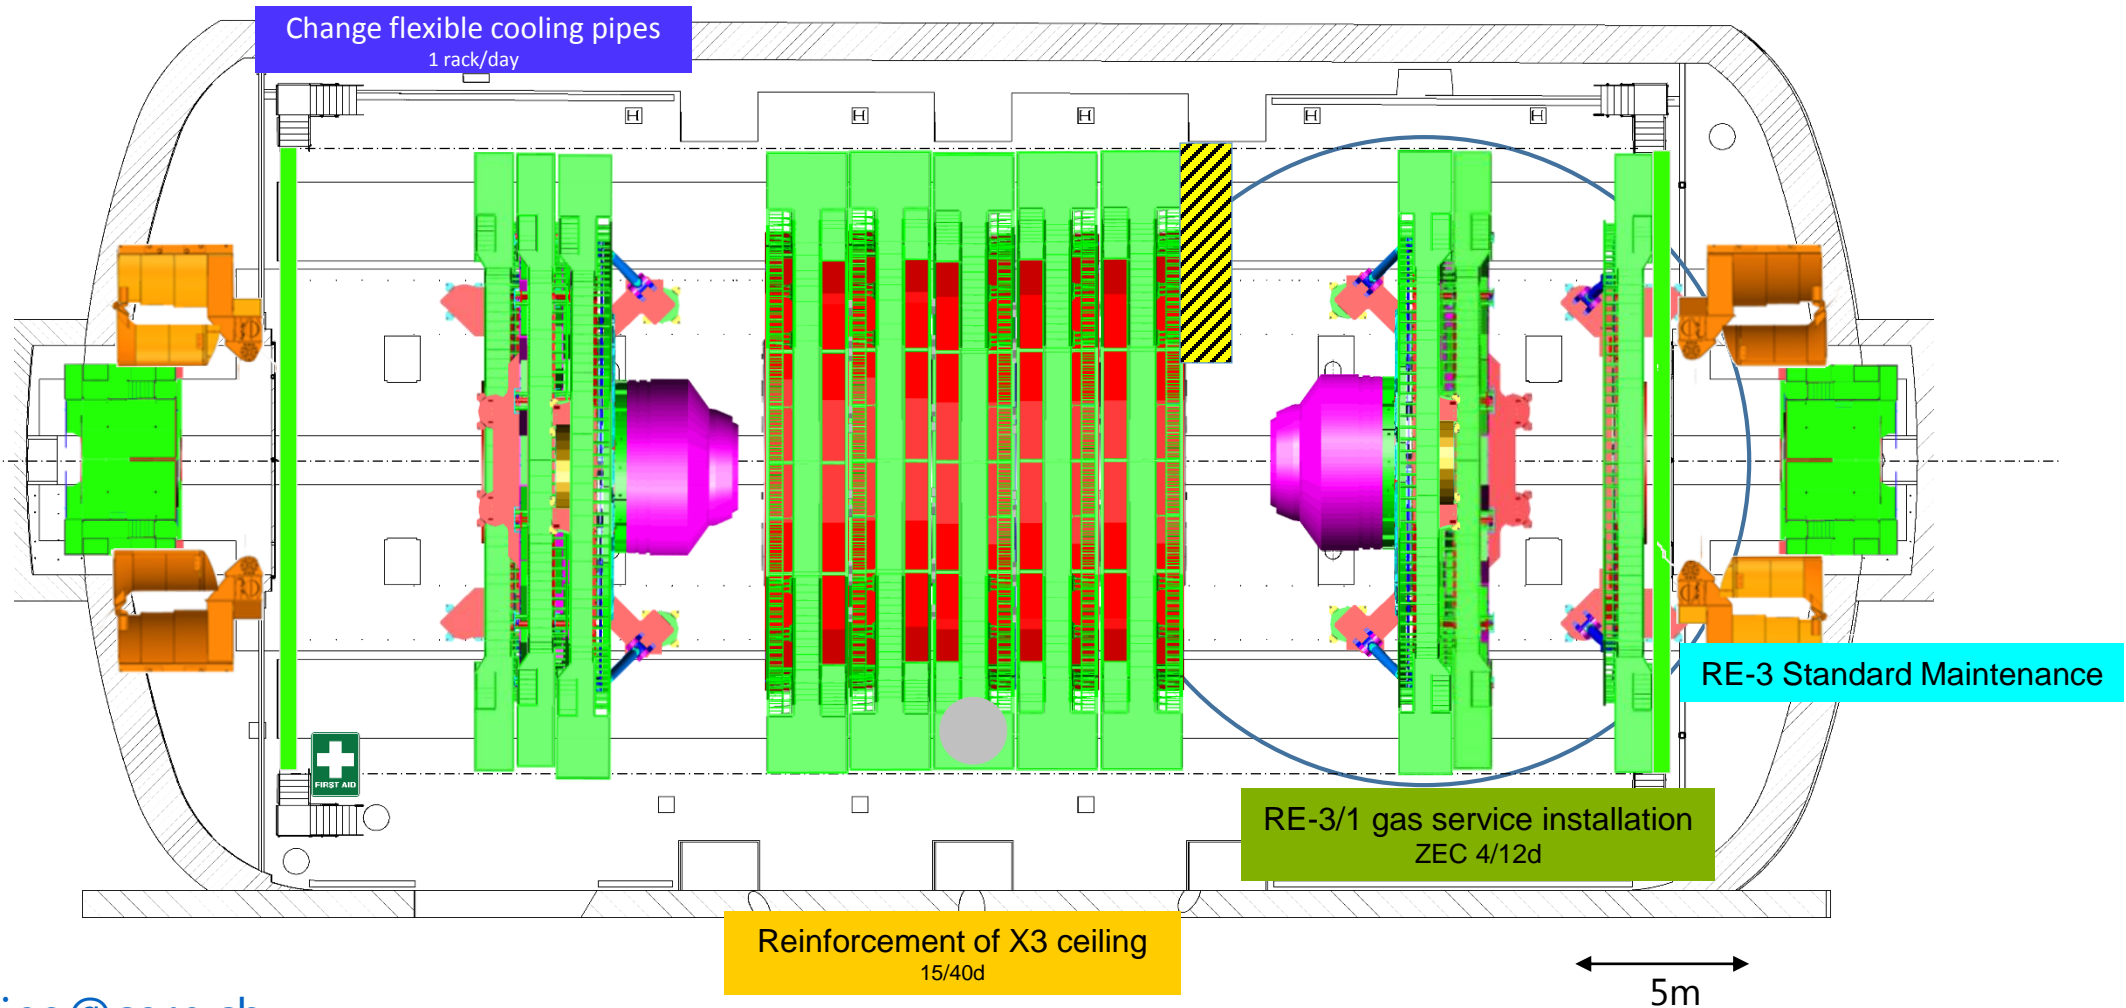 Change flexible cooling pipes
1 rack/day
H
H
H
H
H
FIRST AID
RE-3 Standard Maintenance
RE-3/1 gas service installation
ZEC 4/12d
Reinforcement of X3 ceiling
15/40d
5m